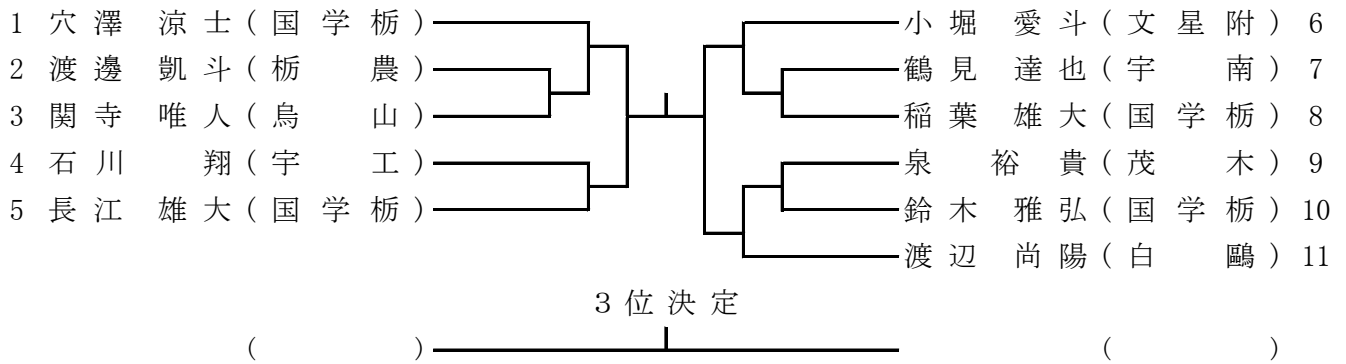 1 穴澤 涼士(国学栃)
2 渡邊 凱斗(栃 農)
3 関寺 唯人(烏 山)
4 石川 翔(宇 工)
5 長江 雄大(国学栃)
小堀 愛斗(文星附) 6
鶴見 達也(宇 南) 7
稲葉 雄大(国学栃) 8
泉 裕貴(茂 木) 9
鈴木 雅弘(国学栃) 10
渡辺 尚陽(白 鷗) 11
3位決定
( ) ( )